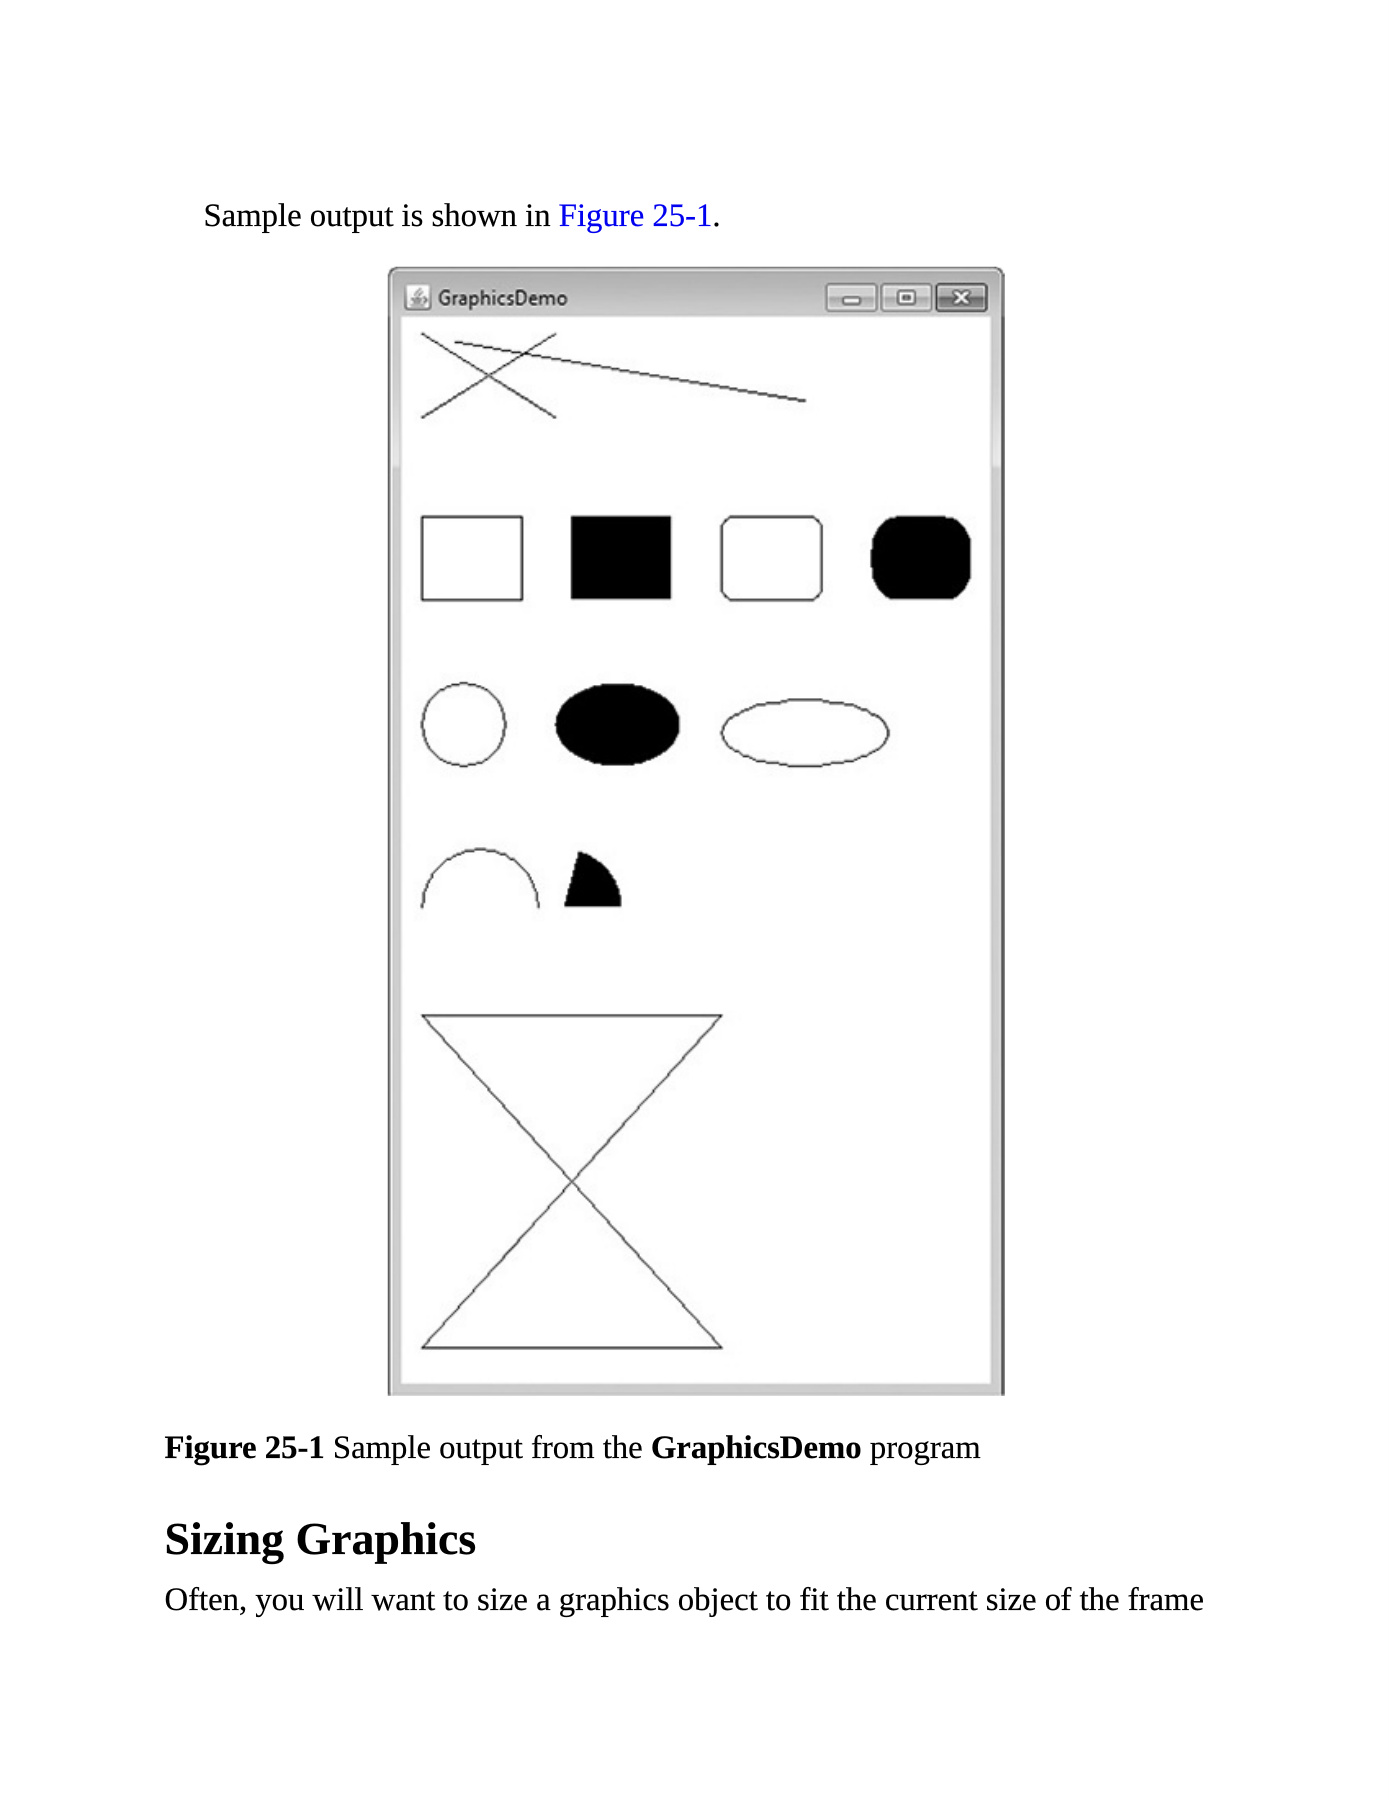 Sample output is shown in Figure 25-1.
GraphicsDemo
Figure 25-1 Sample output from the GraphicsDemo program
Sizing Graphics
Often, you will want to size a graphics object to fit the current size of the frame